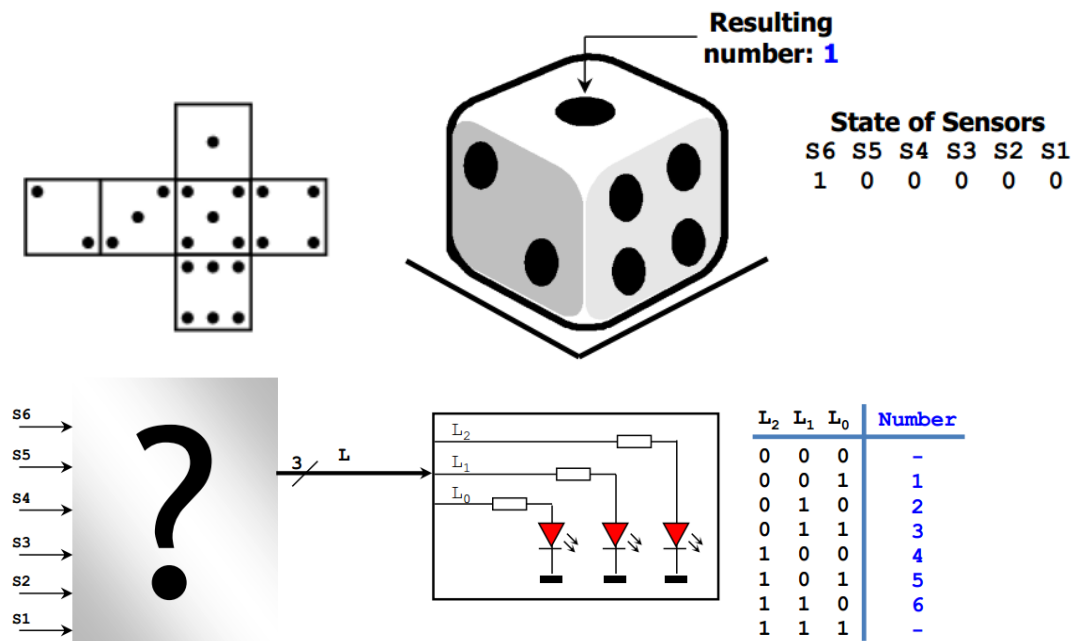 Resulting
number: 1
State of Sensors
S6 S5 S4 S3 S2 S1
1 0 0 0 0 0
S6
S5
S4
S3
S2
S1
?
3 L
L2
L1
L0
L2 L1 L0 Number
0 0 0 -
0 0 1 1
0 1 0 2
0 1 1 3
1 0 0 4
1 0 1 5
1 1 0 6
1 1 1 -